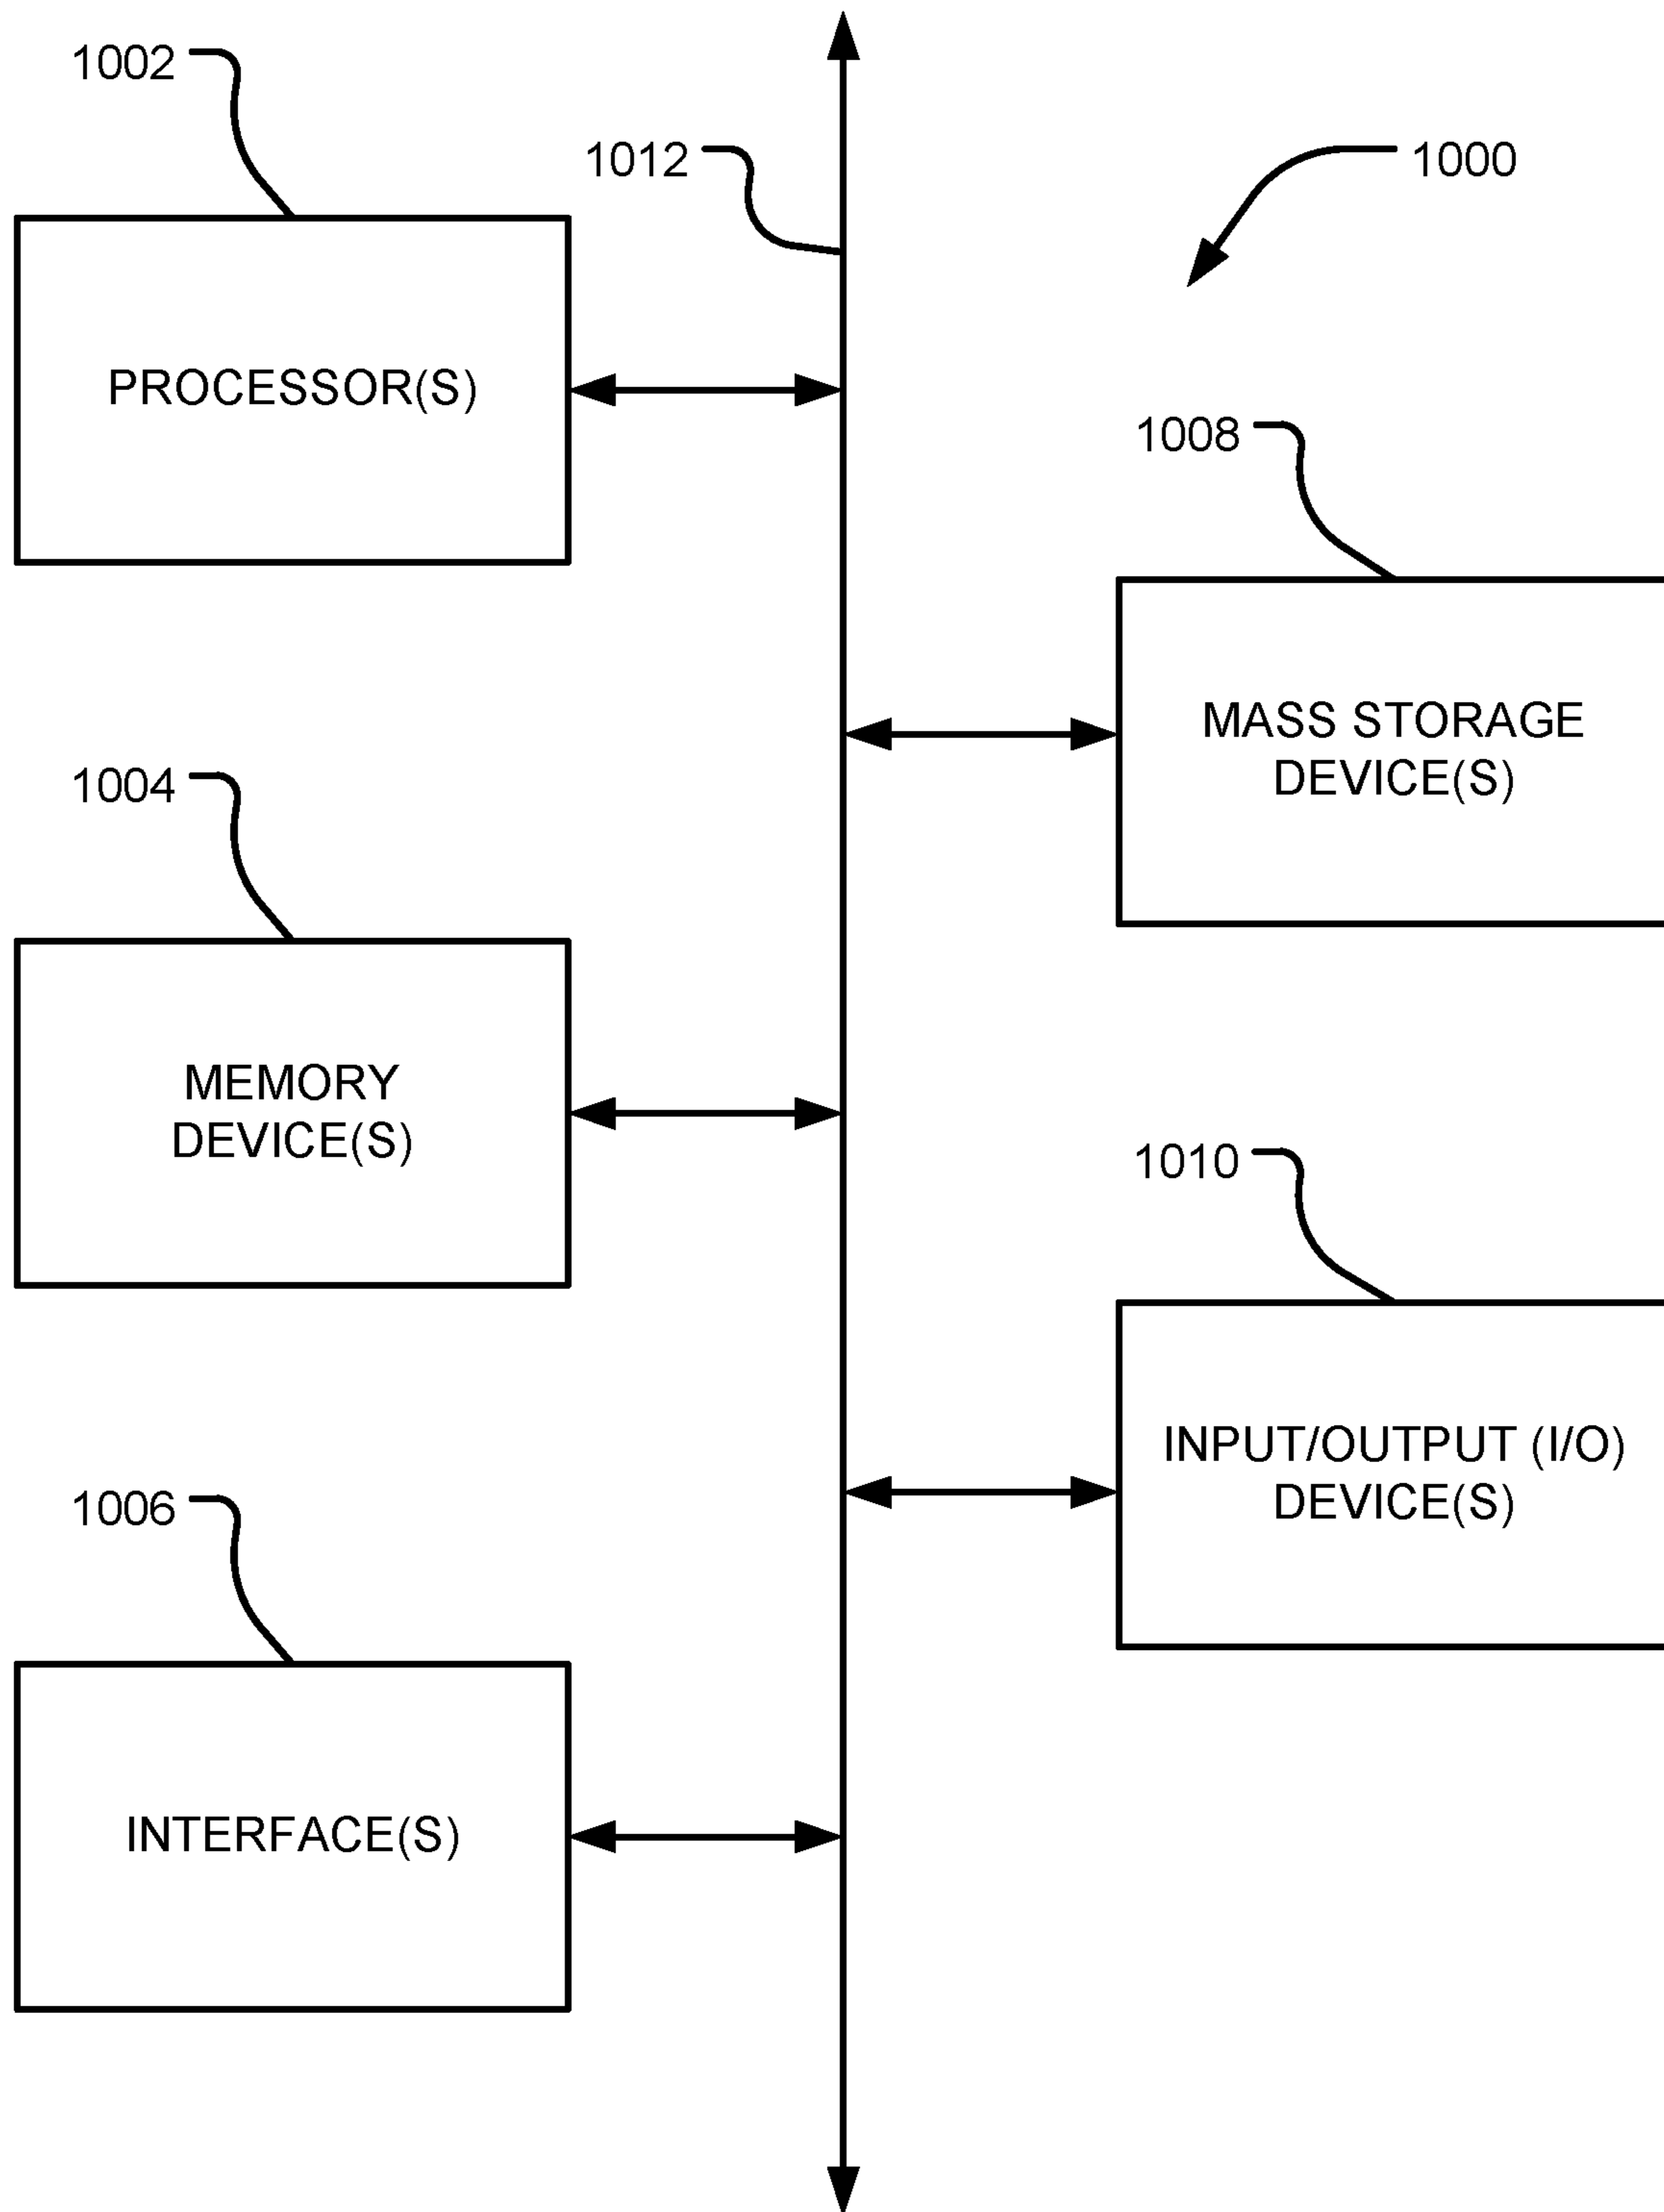 1002
1012
1000
PROCESSOR(S)
1008
MASS STORAGE
DEVICE(S)
1004
MEMORY
DEVICE(S)
1010
INPUT/OUTPUT (I/O)
DEVICE(S)
1006
INTERFACE(S)